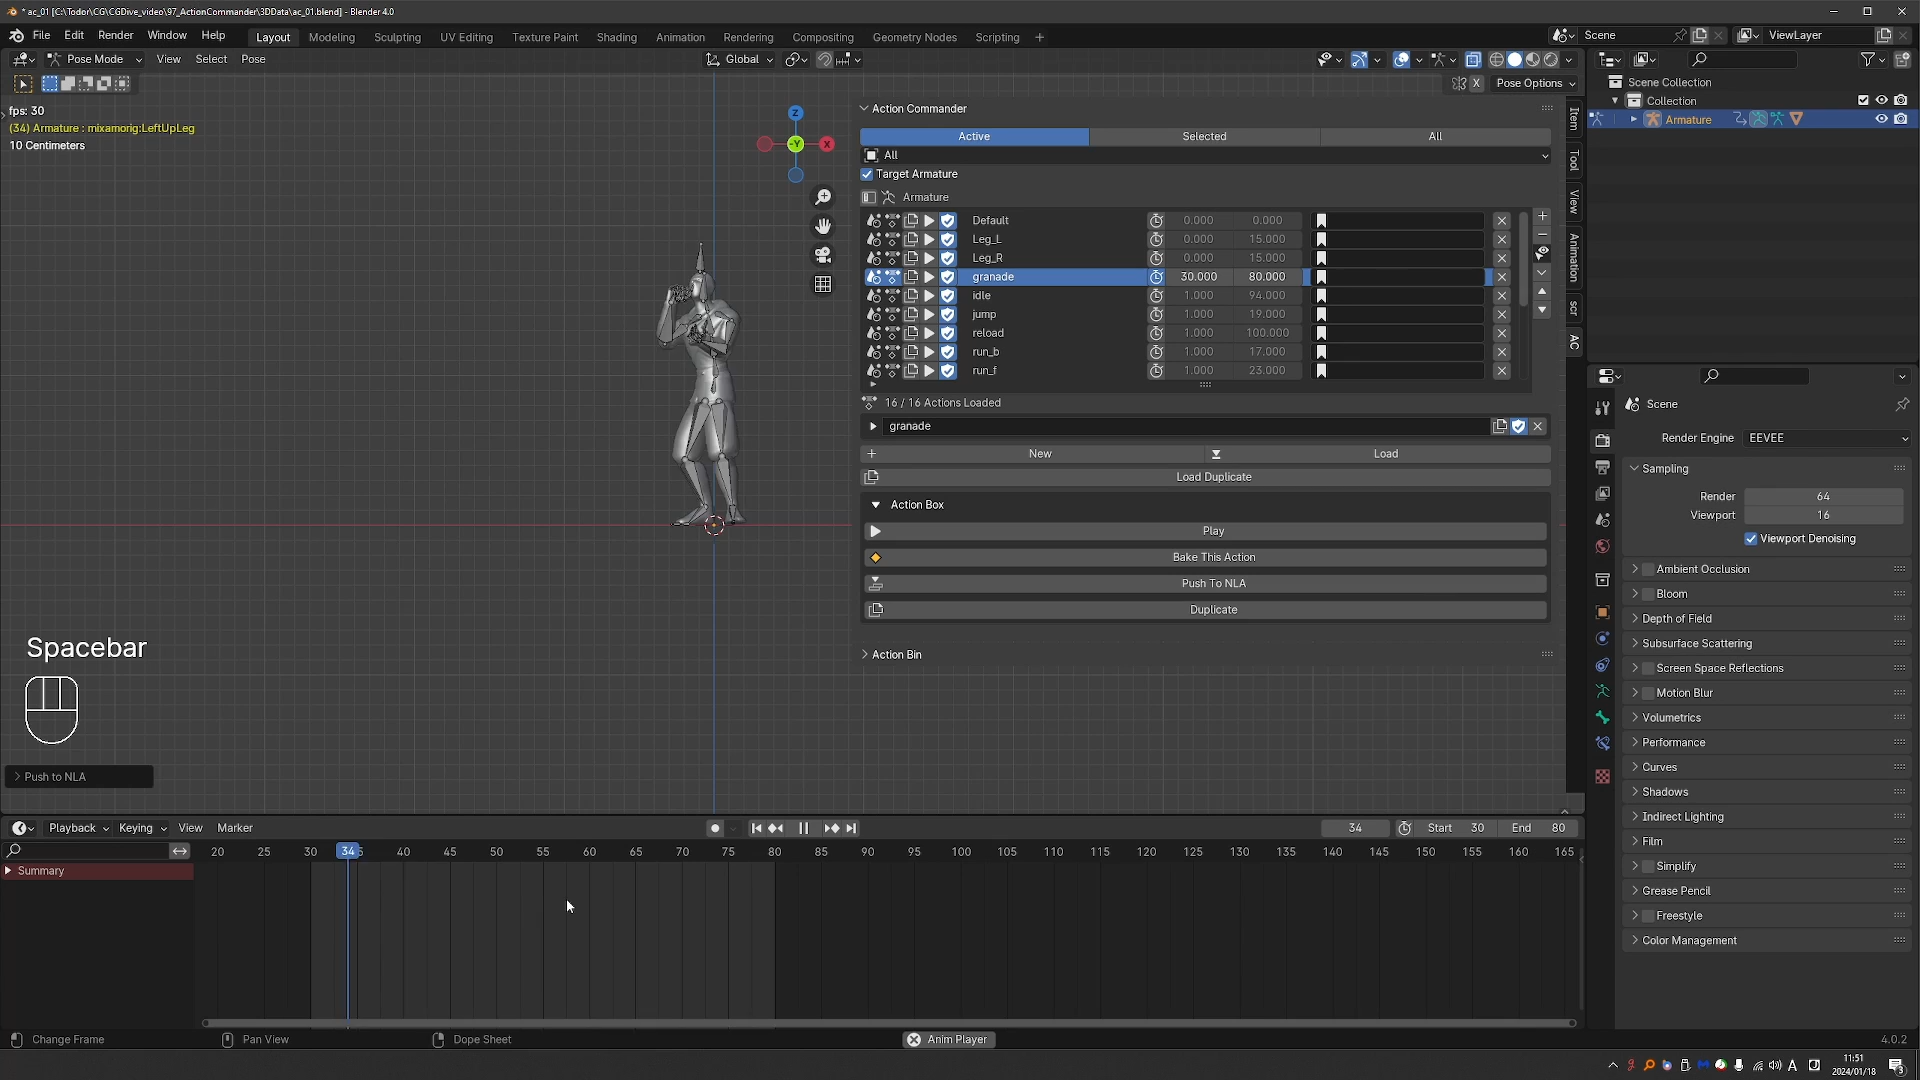 * ac_01 [C:\Todor\CG\CGDive_video\97_ActionCommander\3DData\ac_01.blend] - Blender 4.0
File Edit Render Window Help
Layout Modeling Sculpting UV Editing Texture Paint Shading Animation Rendering Compositing Geometry Nodes Scripting +
Scene ViewLayer
Pose Mode View Select Pose
Global
X Pose Options
Scene Collection
Collection
Armature
fps: 30
(34) Armature : mixamorig:LeftUpLeg
10 Centimeters
Z
-Y
X
Action Commander
Active Selected All
All
Target Armature
Armature
Default 0.000 0.000
Leg_L 0.000 15.000
Leg_R 0.000 15.000
granade 30.000 80.000
idle 1.000 94.000
jump 1.000 19.000
reload 1.000 100.000
run_b 1.000 17.000
run_f 1.000 23.000
16 / 16 Actions Loaded
granade
New Load
Load Duplicate
Action Box
Play
Bake This Action
Push To NLA
Duplicate
Action Bin
Item
Tool
View
Animation
scr
AC
Scene
Render Engine EEVEE
Sampling
Render 64
Viewport 16
Viewport Denoising
Ambient Occlusion
Bloom
Depth of Field
Subsurface Scattering
Screen Space Reflections
Motion Blur
Volumetrics
Performance
Curves
Shadows
Indirect Lighting
Film
Simplify
Grease Pencil
Freestyle
Color Management
Spacebar
Push to NLA
Playback Keying View Marker
34 Start 30 End 80
20 25 30 34 40 45 50 55 60 65 70 75 80 85 90 95 100 105 110 115 120 125 130 135 140 145 150 155 160 165
Summary
Change Frame Pan View Dope Sheet Anim Player 4.0.2
A
11:51
2024/01/18
3